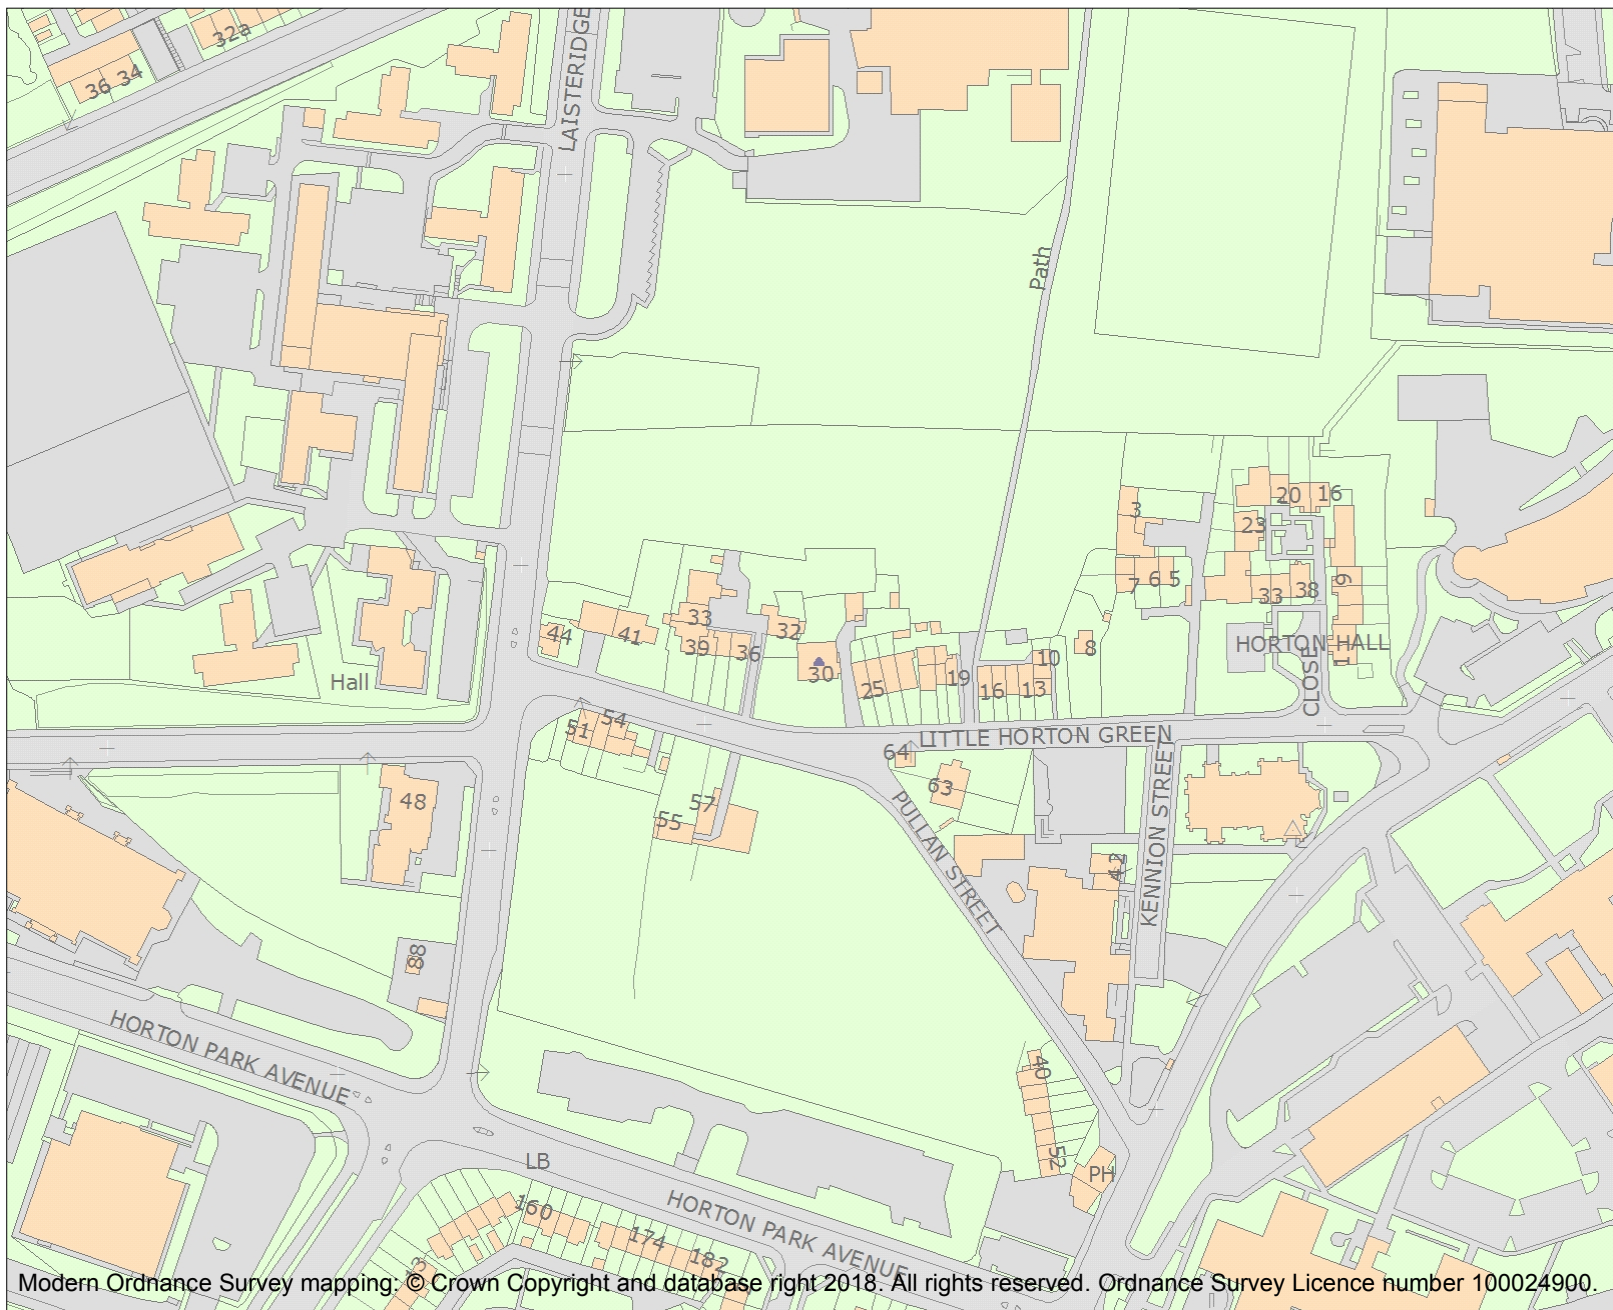 32a
36 34
LAISTERIDGE
Path
3
20 16
23
7 6 5
33 38
9
44
41
33
39 36
32
30
25
19
16 13
10
8
HORTON HALL
CLOSE
1
Hall
51 54
LITTLE HORTON GREEN
64
63
48
57
55
PULLAN STREET
KENNION STREET
42
88
HORTON PARK AVENUE
40
52
PH
LB
160
174
182
HORTON PARK AVENUE
Modern Ordnance Survey mapping: © Crown Copyright and database right 2018. All rights reserved. Ordnance Survey Licence number 100024900.